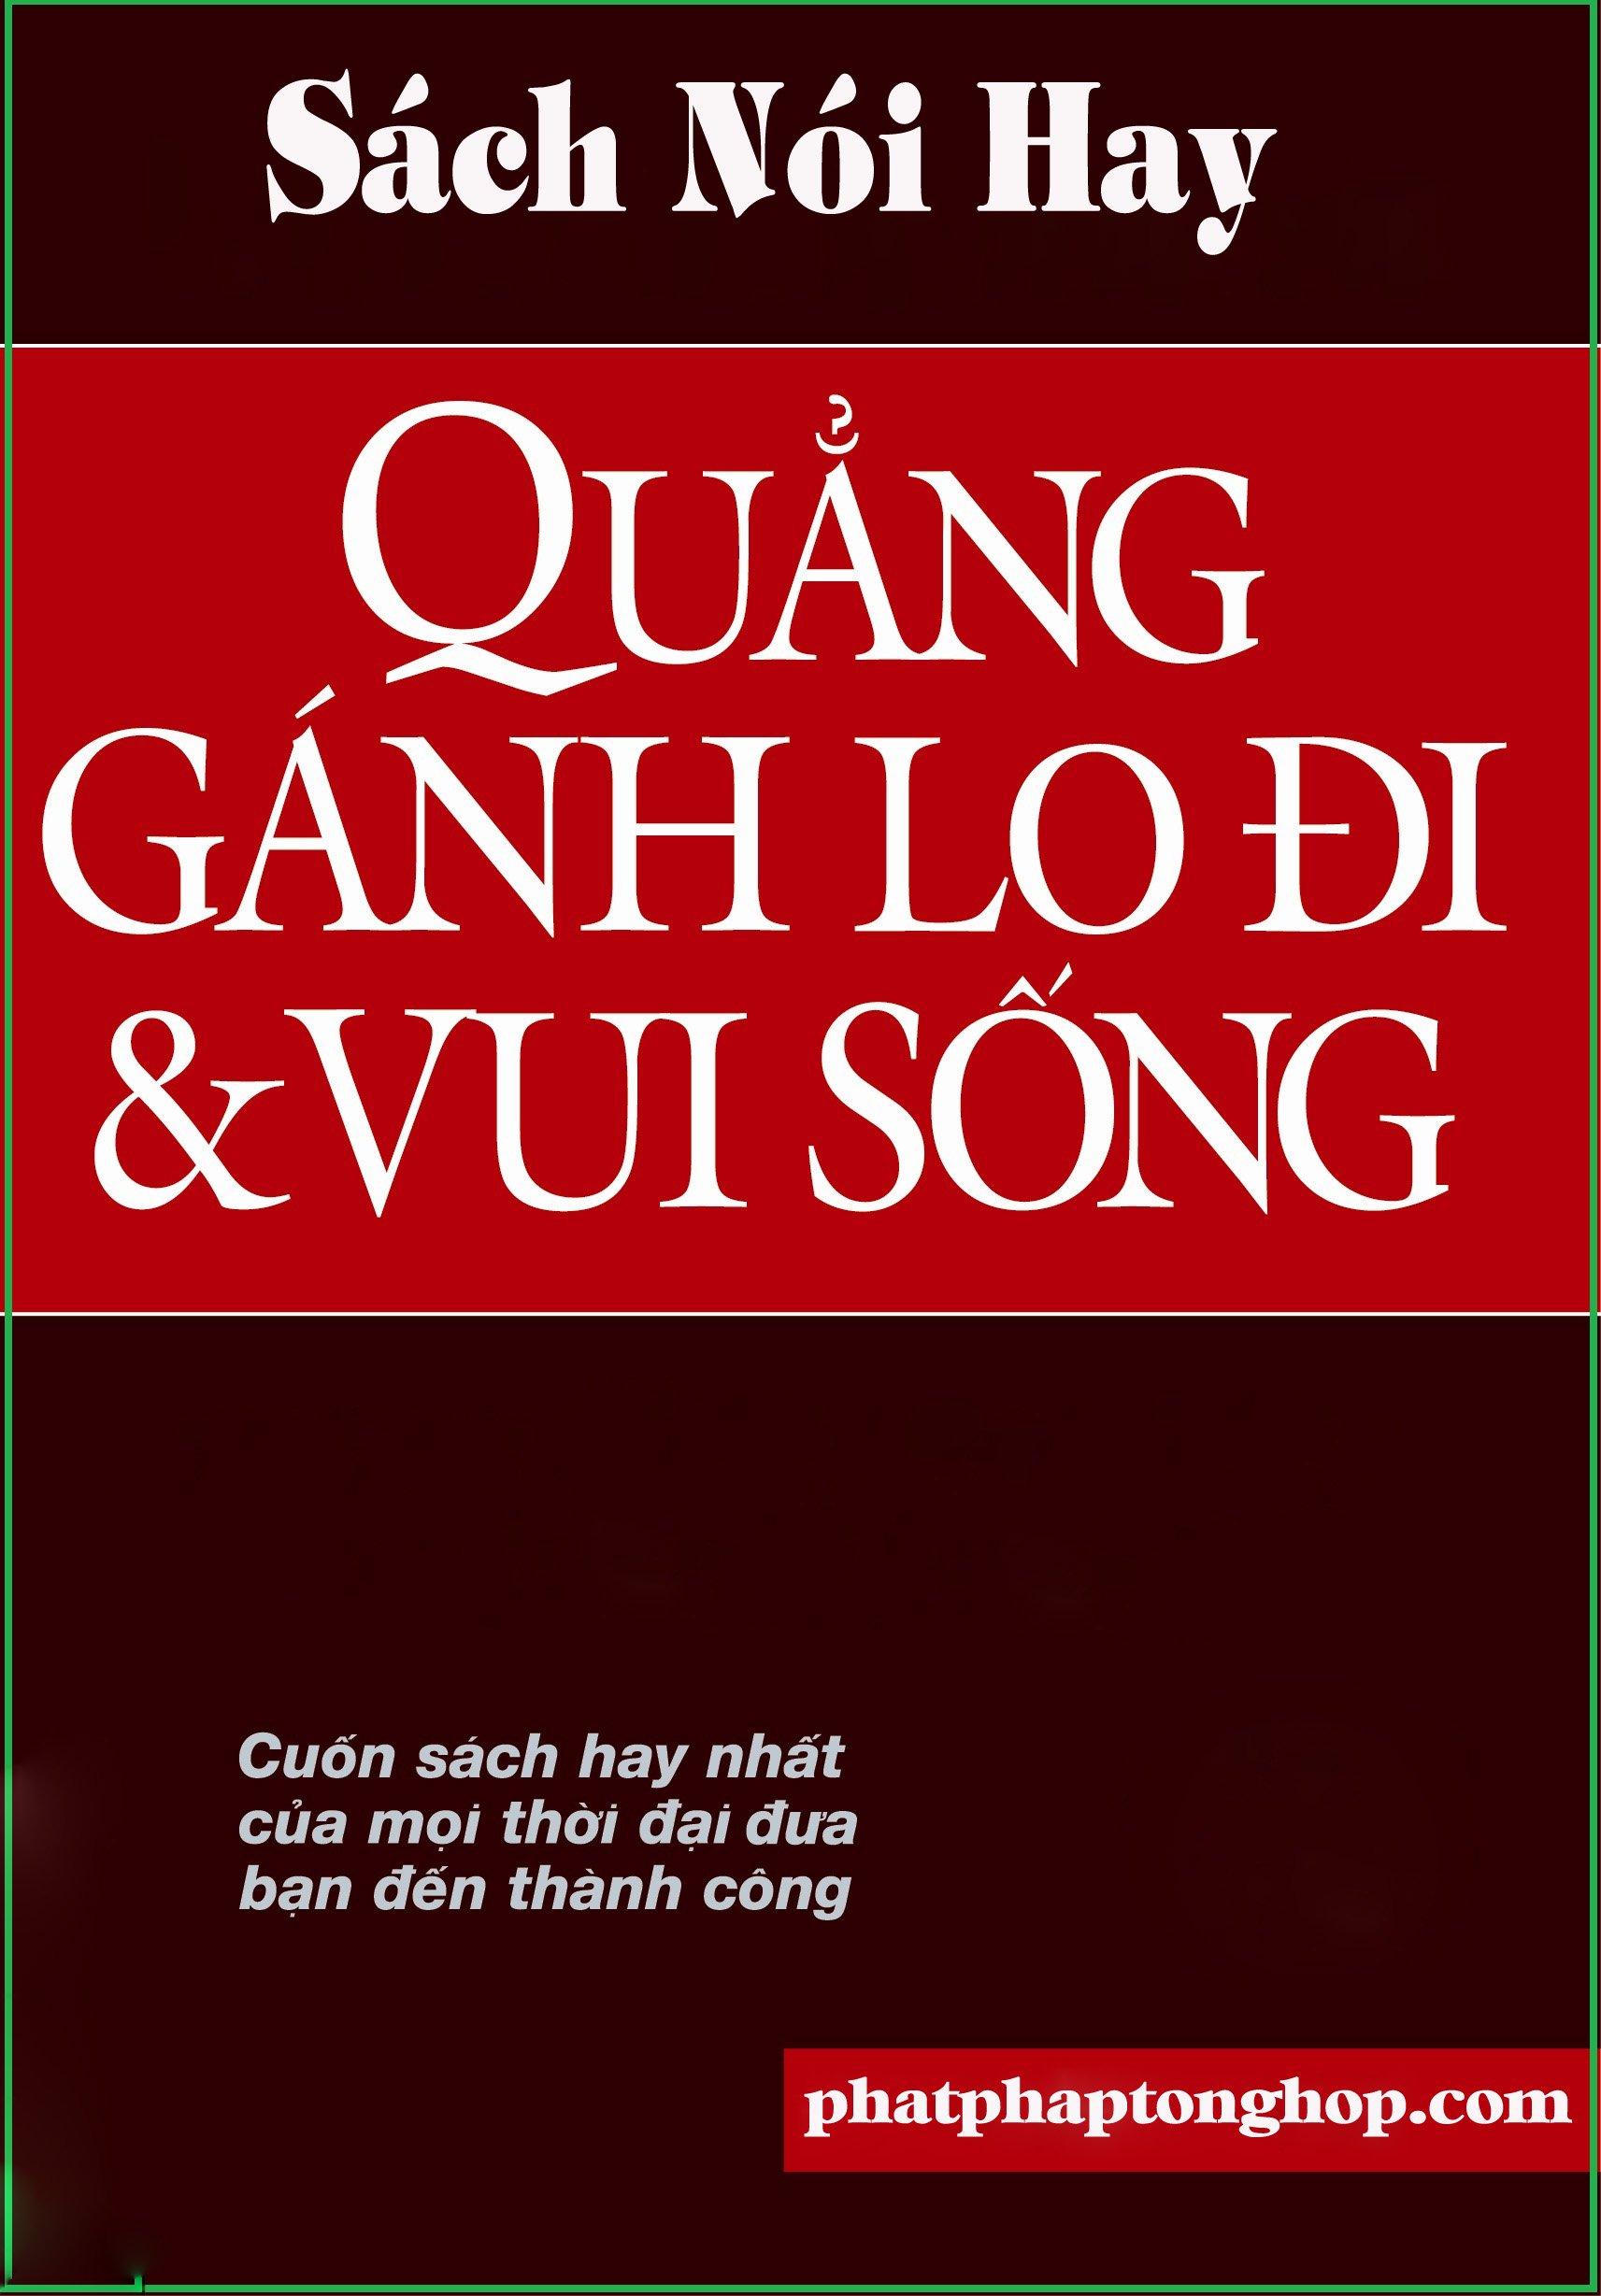 Sách Nói Hay
QUẲNG
GÁNH LO ĐI
& VUI SỐNG
Cuốn sách hay nhất
của mọi thời đại đưa
bạn đến thành công
phatphaptonghop.com